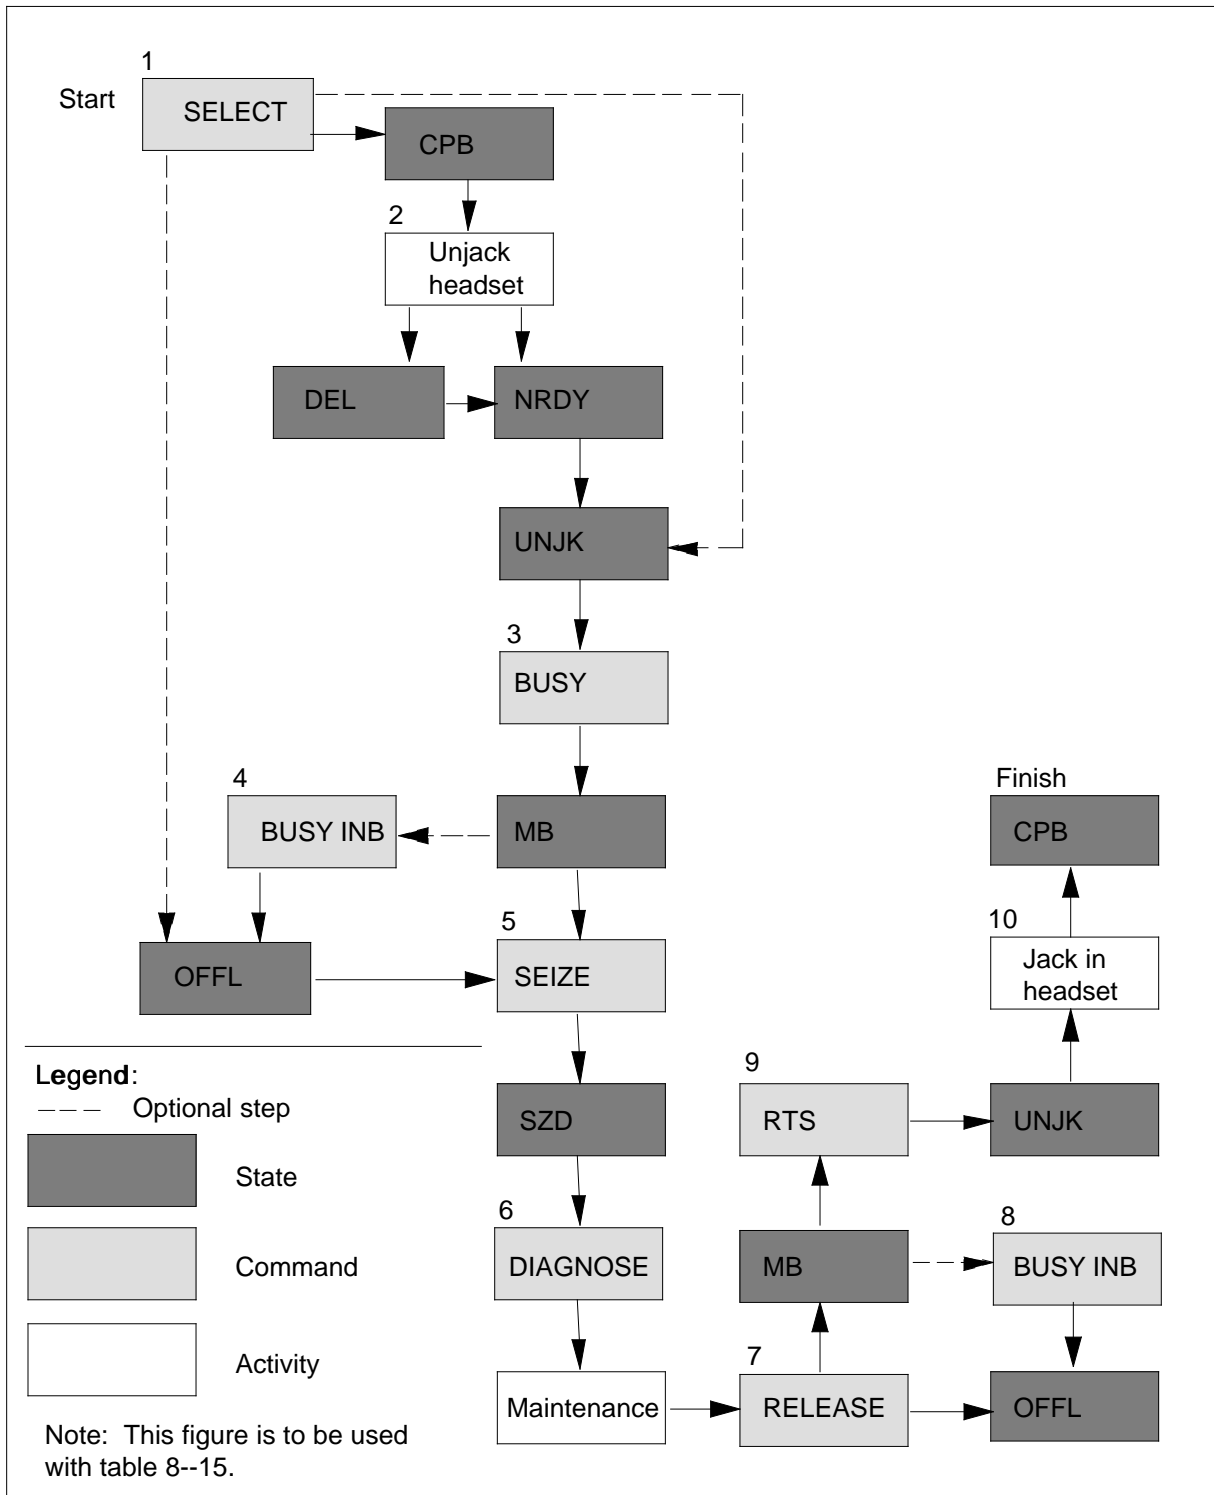 1
Start
SELECT
CPB
2
Unjack
headset
DEL
NRDY
UNJK
3
BUSY
4
BUSY INB
MB
Finish
CPB
5
OFFL
SEIZE
10
Jack in
headset
Legend:
Optional step
State
Command
Activity
Note: This figure is to be used
with table 8--15.
SZD
9
RTS
UNJK
6
DIAGNOSE
MB
8
BUSY INB
Maintenance
7
RELEASE
OFFL